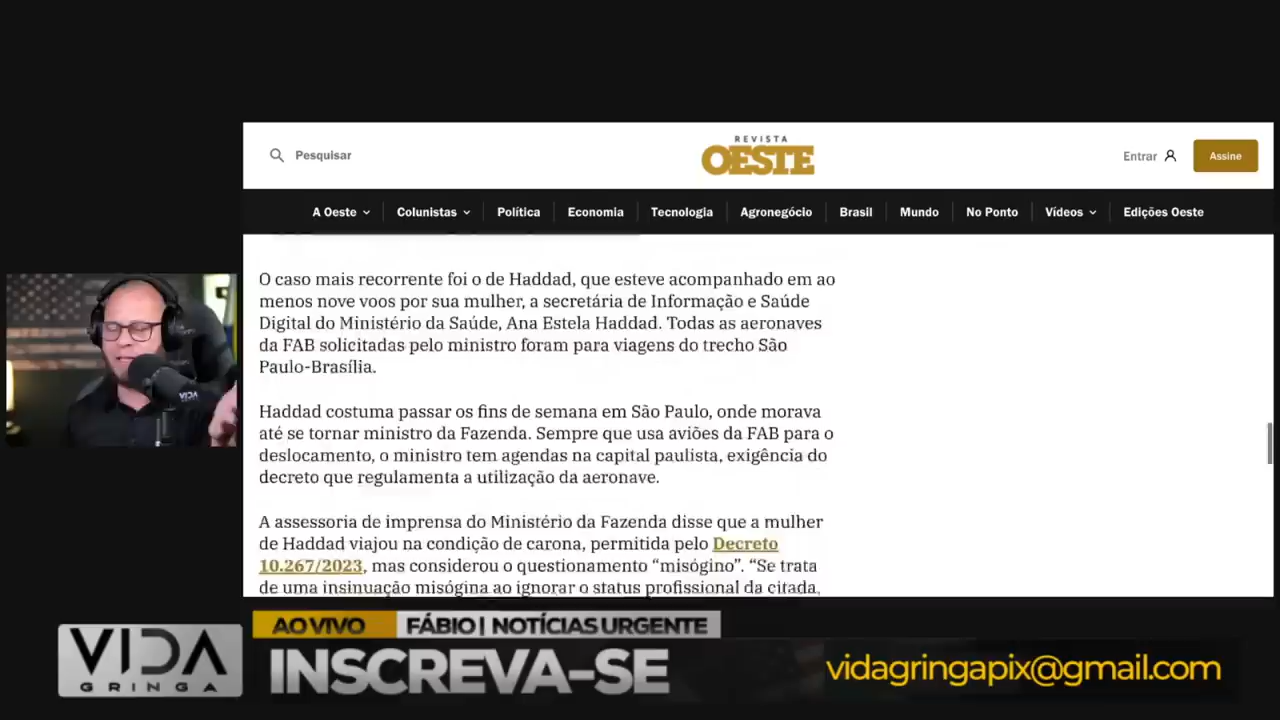 Pesquisar
REVISTA
OESTE
Entrar
Assine
A Oeste
Colunistas
Política
Economia
Tecnologia
Agronegócio
Brasil
Mundo
No Ponto
Vídeos
Edições Oeste
O caso mais recorrente foi o de Haddad, que esteve acompanhado em ao
menos nove voos por sua mulher, a secretária de Informação e Saúde
Digital do Ministério da Saúde, Ana Estela Haddad. Todas as aeronaves
da FAB solicitadas pelo ministro foram para viagens do trecho São
Paulo-Brasília.
Haddad costuma passar os fins de semana em São Paulo, onde morava
até se tornar ministro da Fazenda. Sempre que usa aviões da FAB para o
deslocamento, o ministro tem agendas na capital paulista, exigência do
decreto que regulamenta a utilização da aeronave.
A assessoria de imprensa do Ministério da Fazenda disse que a mulher
de Haddad viajou na condição de carona, permitida pelo Decreto
10.267/2023, mas considerou o questionamento “misógino”. “Se trata
de uma insinuação misógina ao ignorar o status profissional da citada,
VIDA
AO VIVO
FÁBIO | NOTÍCIAS URGENTE
VIDA
GRINGA
INSCREVA-SE
vidagringapix@gmail.com